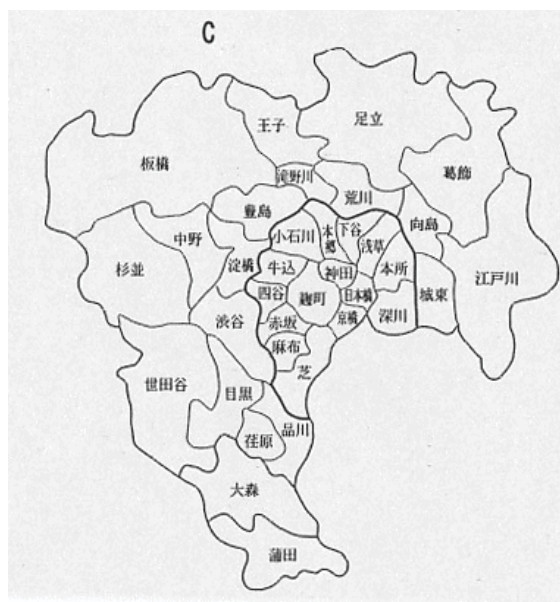 C
王子
足立
板橋
滝野川
葛飾
荒川
豊島
向島
中野
小石川
本郷
下谷
浅草
淀橋
牛込
神田
本所
杉並
江戸川
四谷
麹町
日本橋
城東
渋谷
赤坂
京橋
深川
麻布
芝
世田谷
目黒
品川
荏原
大森
蒲田